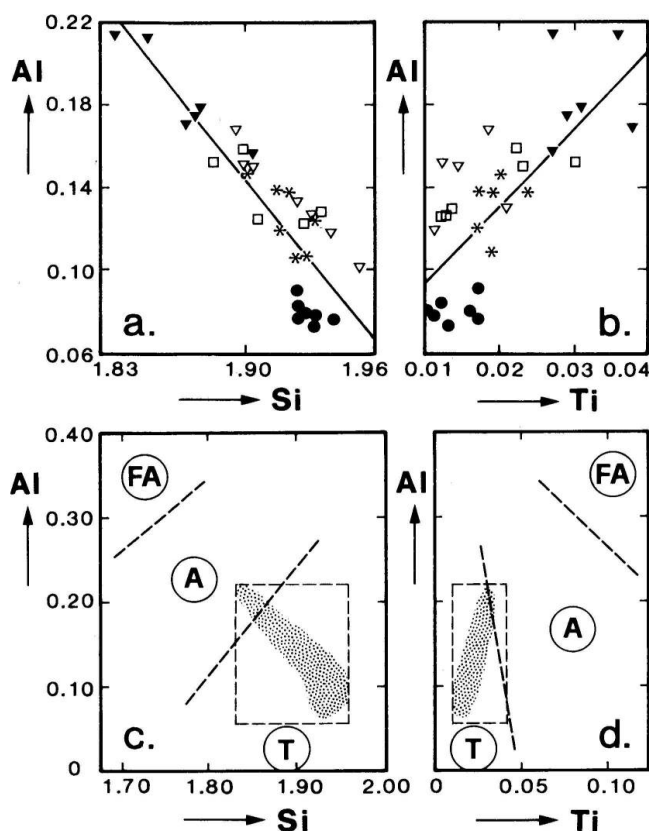 0.22
Al
0.18
0.14
0.10
0.06
a.
1.83 1.90 1.96
Si
Al
b.
0.01 0.02 0.03 0.04
Ti
0.40
Al
0.30
0.20
0.10
0
FA
A
T
c.
1.70 1.80 1.90 2.00
Si
Al
FA
A
T
d.
0 0.05 0.10
Ti